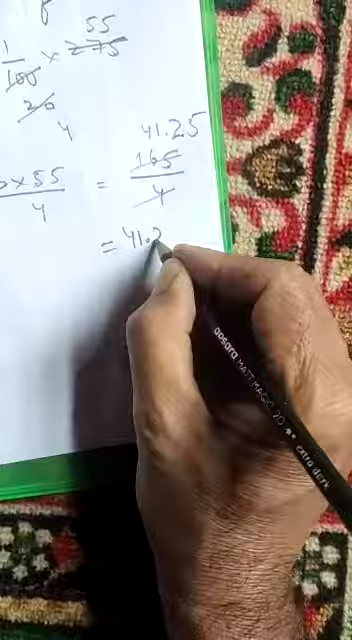 1/100 × 55 275
20
4
41.25
×55/4 = 165/4
= 41.2
apsara MATT MAGIC 2.0 ★★ extra dark